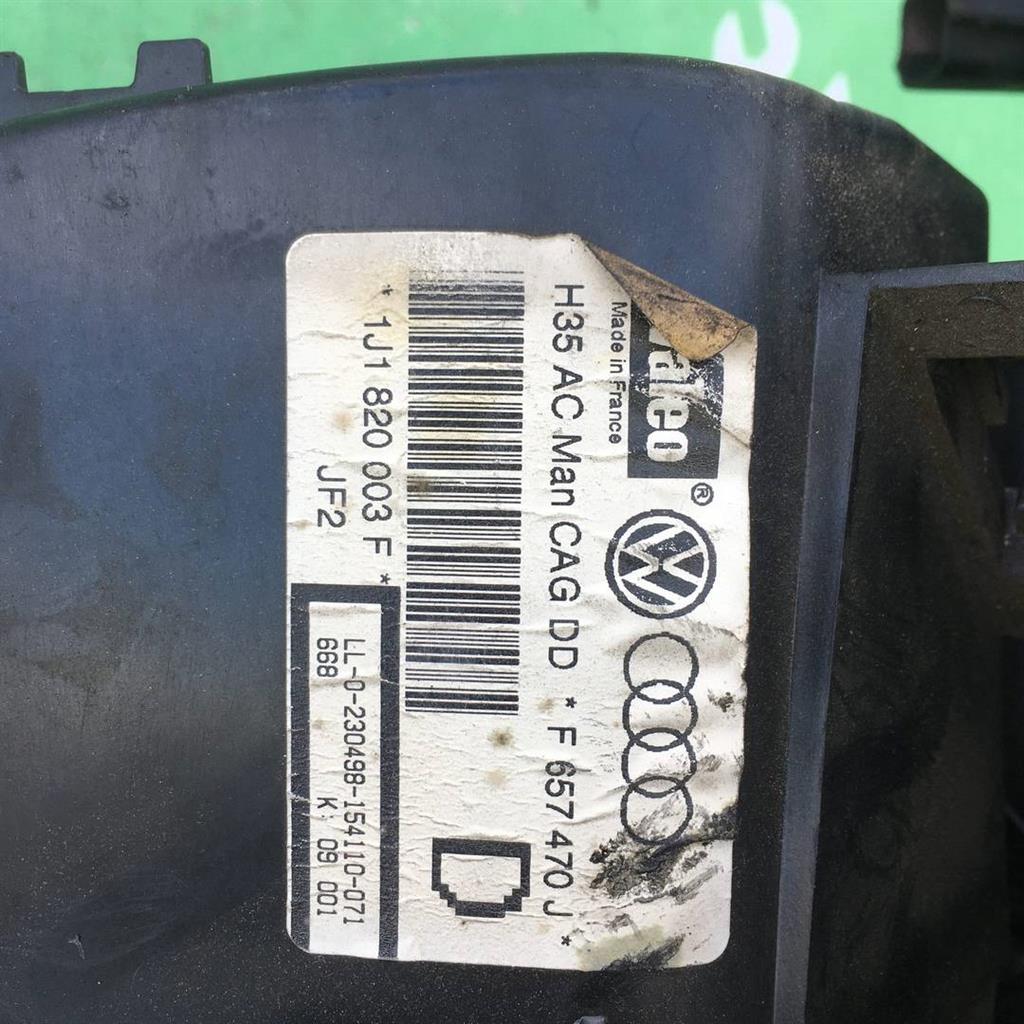 Valeo ®
Made in France
H35 AC Man CAG DD * F 657 470 J *
* 1J1 820 003 F *
JF2
LL-0-230498-154110-071
668 K: 09 001